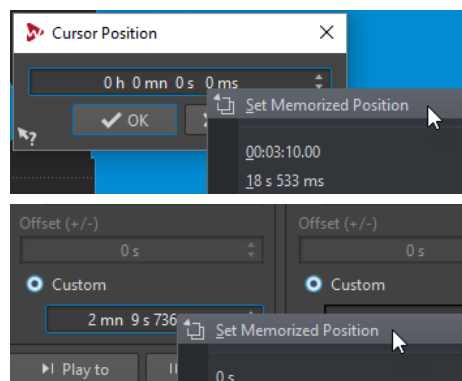 Cursor Position
0 h 0 mn 0 s 0 ms
Set Memorized Position
OK
00:03:10.00
18 s 533 ms
Offset (+/-)
Offset (+/-)
0 s
0 s
Custom
Custom
2 mn 9 s 736
Set Memorized Position
Play to
0 s